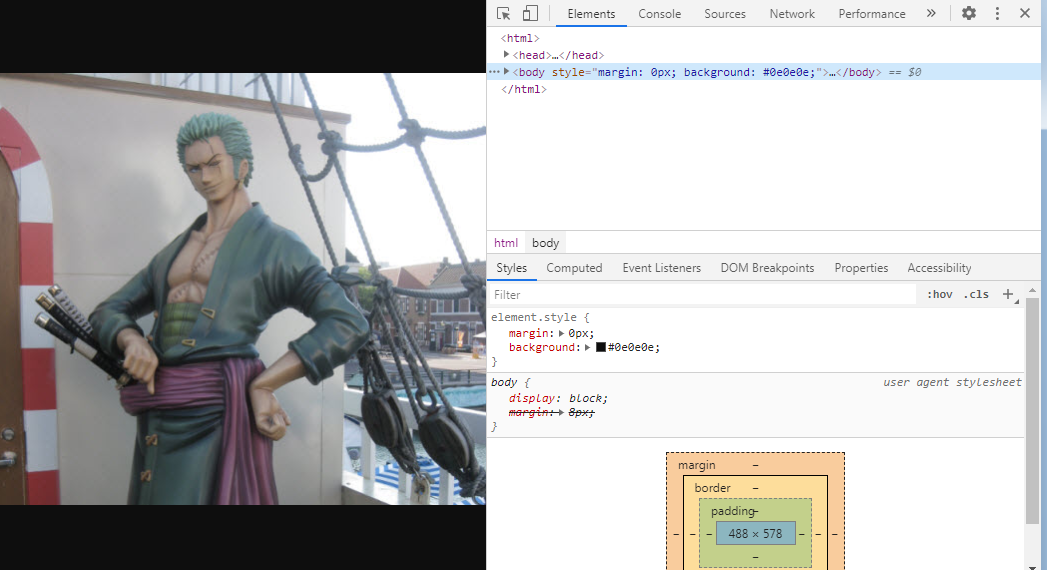 Elements Console Sources Network Performance »
<html>
<head>…</head>
<body style="margin: 0px; background: #0e0e0e;">…</body> == $0
</html>
html body
Styles Computed Event Listeners DOM Breakpoints Properties Accessibility
Filter :hov .cls +
element.style {
margin: 0px;
background: #0e0e0e;
}
body { user agent stylesheet
display: block;
margin: 8px;
}
margin –
border –
padding –
– – – 488 × 578 – – –
–